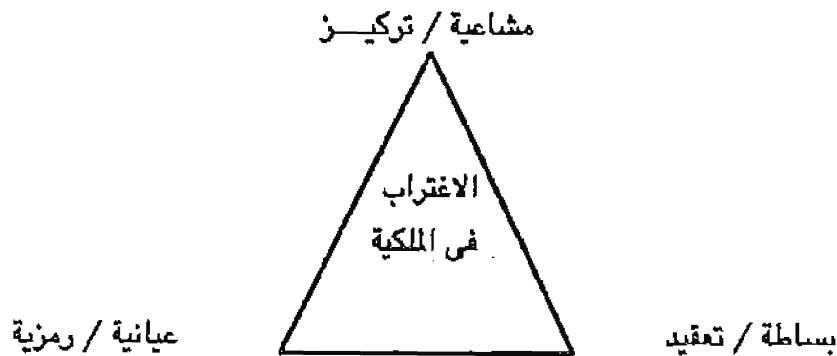 مشاعية / تركيـــز
الاغتراب
فى الملكية
بساطة / تعقيد
عيانية / رمزية